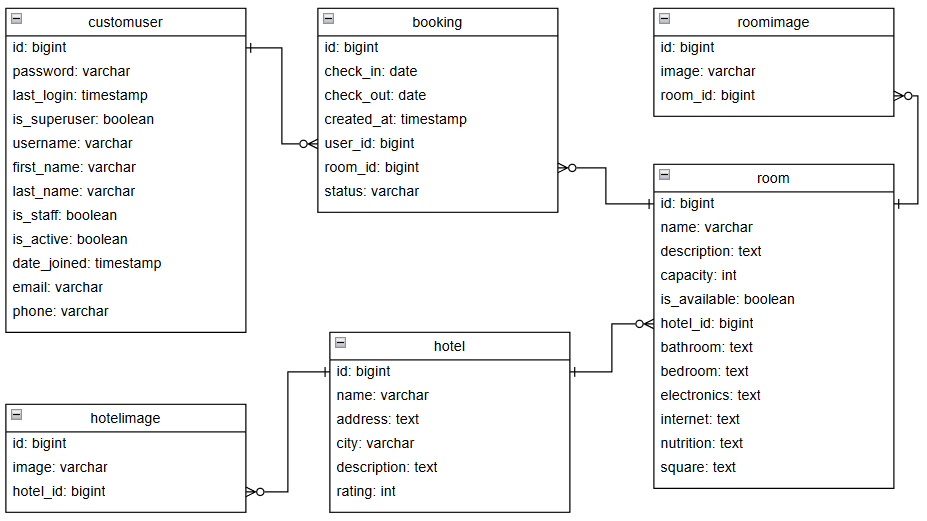 customuser
id: bigint
password: varchar
last_login: timestamp
is_superuser: boolean
username: varchar
first_name: varchar
last_name: varchar
is_staff: boolean
is_active: boolean
date_joined: timestamp
email: varchar
phone: varchar
booking
id: bigint
check_in: date
check_out: date
created_at: timestamp
user_id: bigint
room_id: bigint
status: varchar
roomimage
id: bigint
image: varchar
room_id: bigint
room
id: bigint
name: varchar
description: text
capacity: int
is_available: boolean
hotel_id: bigint
bathroom: text
bedroom: text
electronics: text
internet: text
nutrition: text
square: text
hotel
id: bigint
name: varchar
address: text
city: varchar
description: text
rating: int
hotelimage
id: bigint
image: varchar
hotel_id: bigint